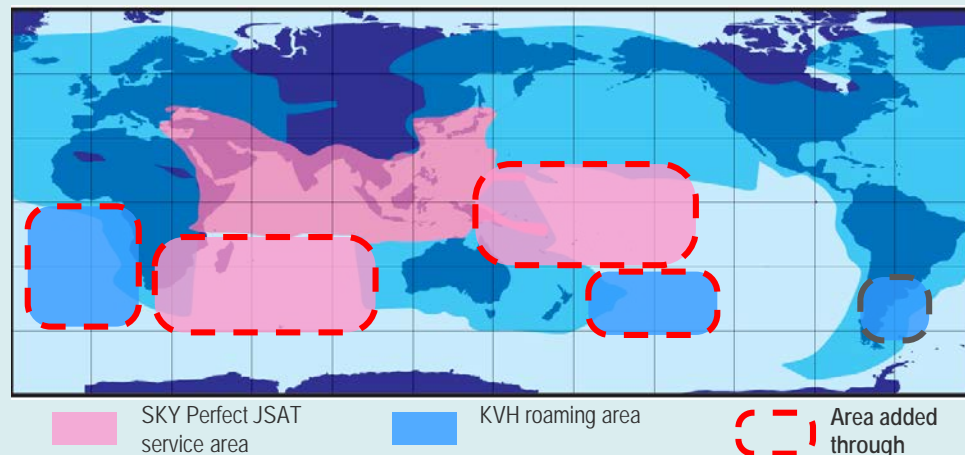 SKY Perfect JSAT
service area
KVH roaming area
Area added
through